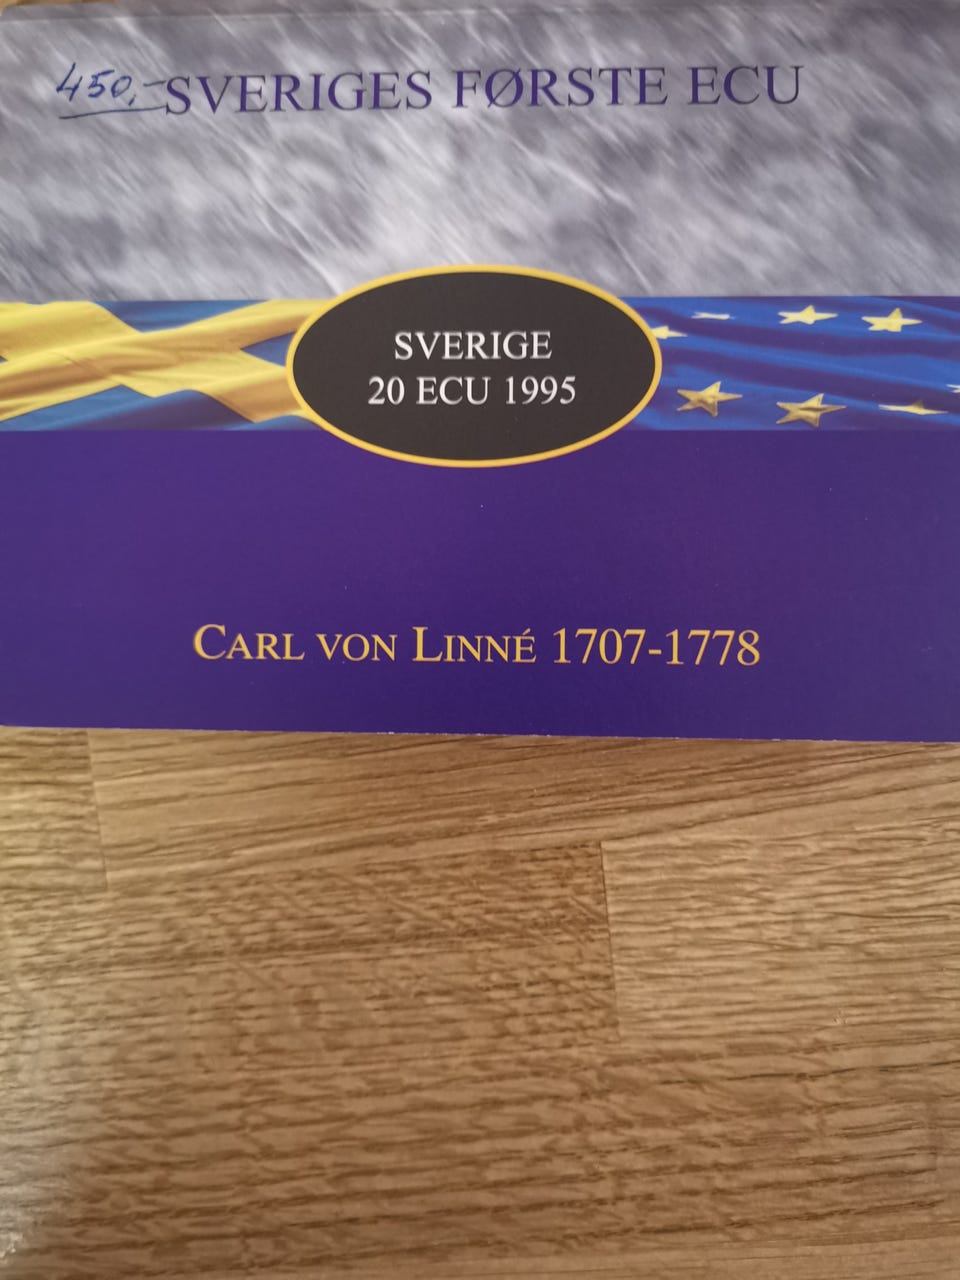 450,- SVERIGES FØRSTE ECU
SVERIGE
20 ECU 1995
CARL VON LINNÉ 1707-1778